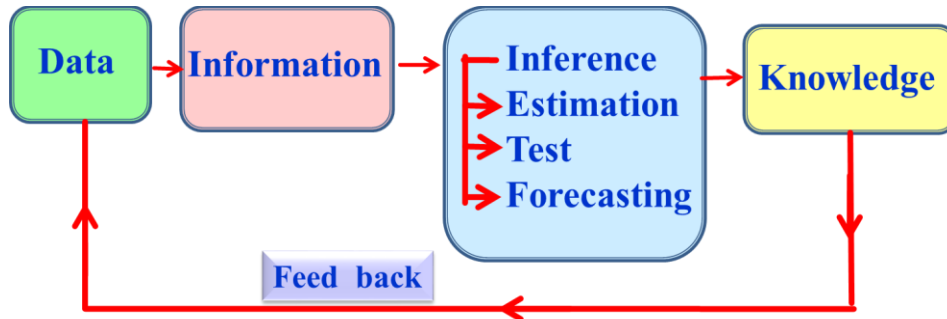 Data
Information
Inference
Estimation
Test
Forecasting
Knowledge
Feed back